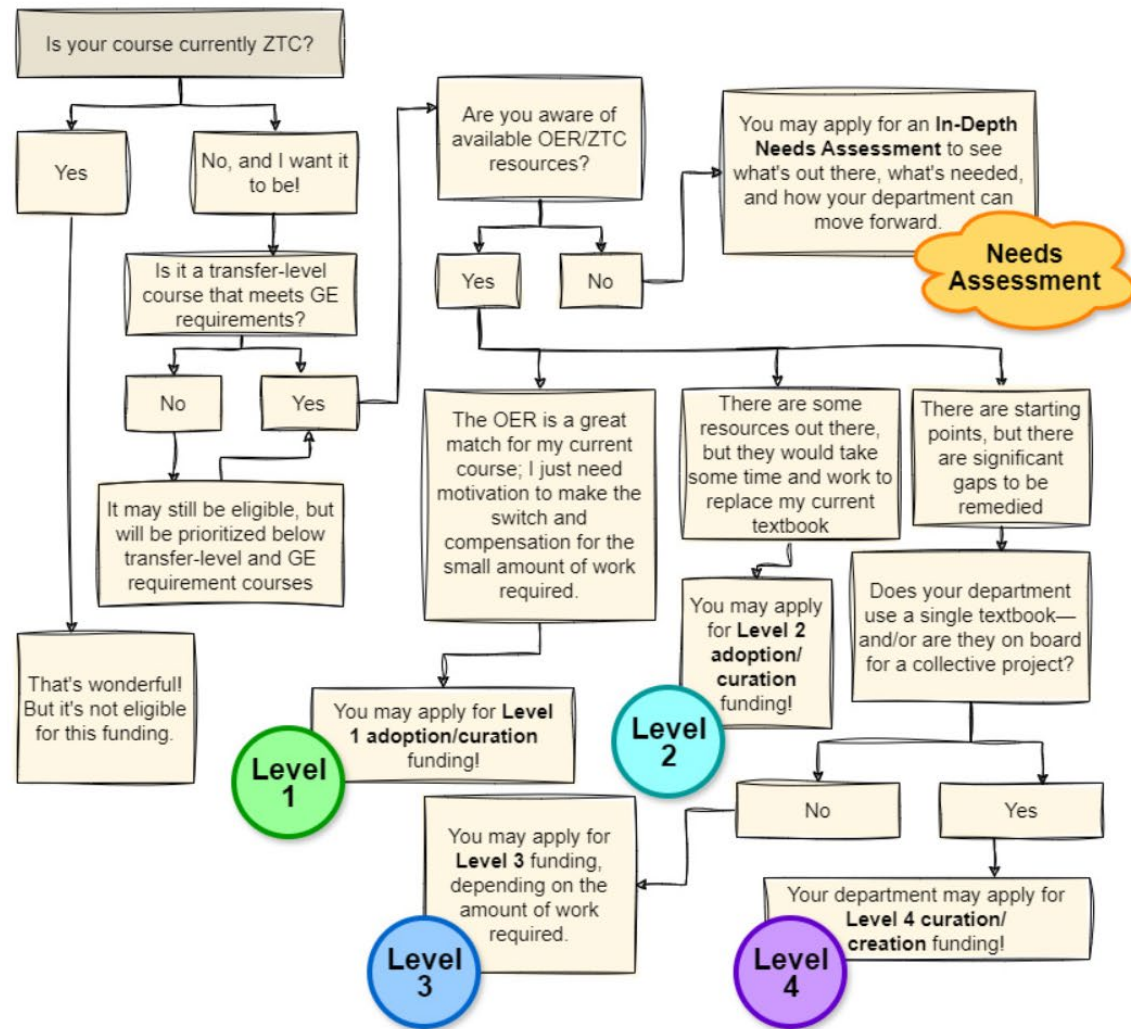 Is your course currently ZTC?
Yes
No, and I want it
to be!
Is it a transfer-level
course that meets GE
requirements?
No
Yes
It may still be eligible, but
will be prioritized below
transfer-level and GE
requirement courses
That's wonderful!
But it's not eligible
for this funding.
Are you aware of
available OER/ZTC
resources?
Yes
No
You may apply for an In-Depth
Needs Assessment to see
what's out there, what's needed,
and how your department can
move forward.
Needs
Assessment
The OER is a great
match for my current
course; I just need
motivation to make the
switch and
compensation for the
small amount of work
required.
You may apply for Level
1 adoption/curation
funding!
Level
1
There are some
resources out there,
but they would take
some time and work to
replace my current
textbook
You may apply
for Level 2
adoption/
curation
funding!
Level
2
There are starting
points, but there
are significant
gaps to be
remedied
Does your department
use a single textbook—
and/or are they on board
for a collective project?
No
Yes
You may apply for
Level 3 funding,
depending on the
amount of work
required.
Level
3
Your department may apply for
Level 4 curation/
creation funding!
Level
4